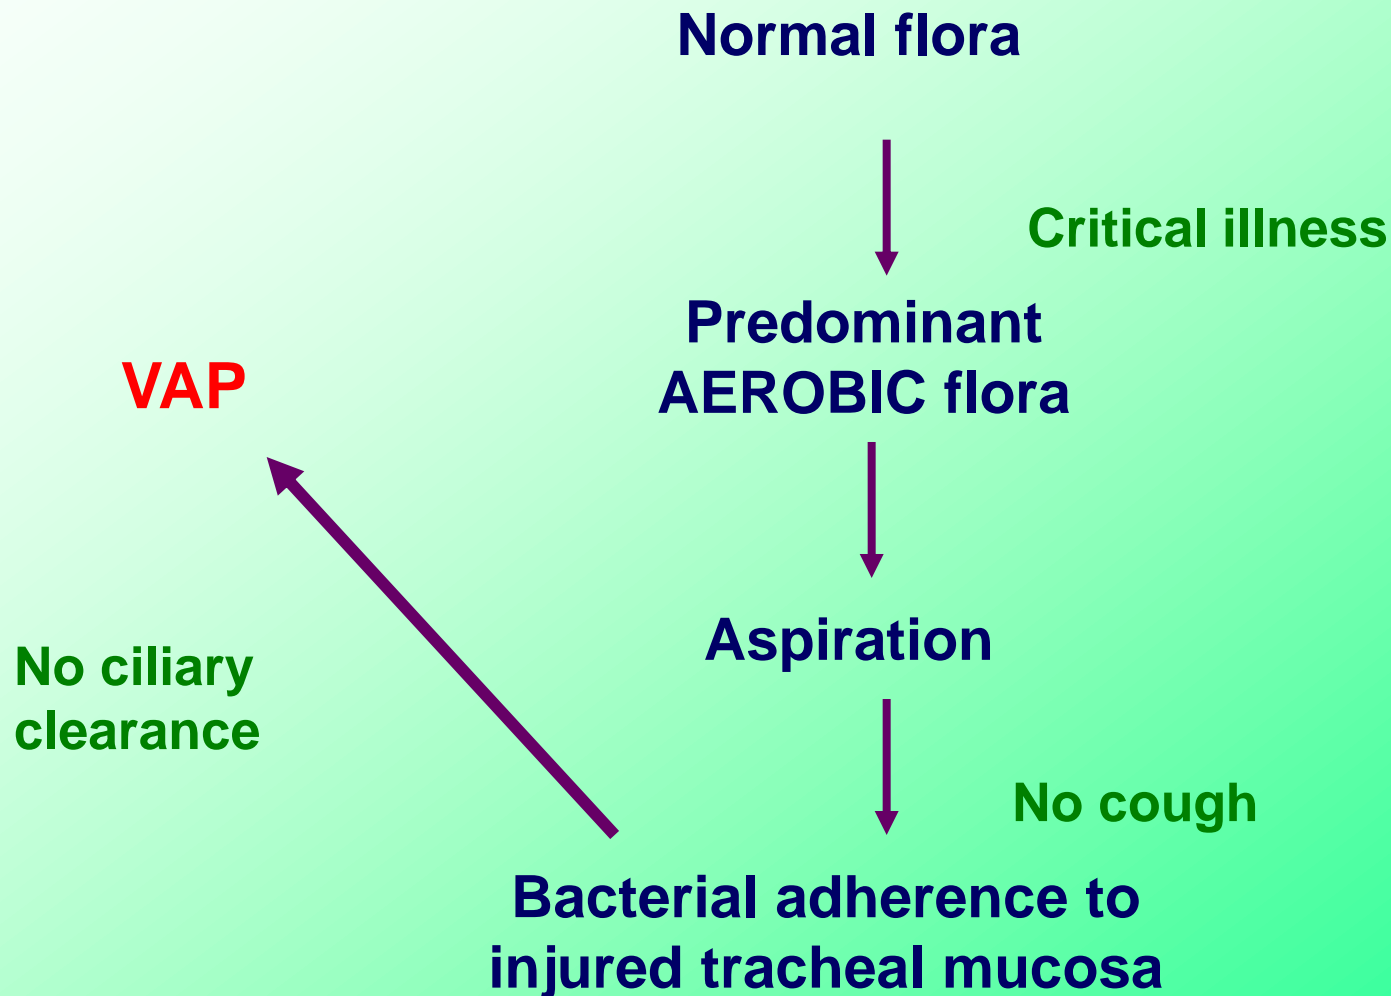 Normal flora
Critical illness
Predominant
AEROBIC flora
VAP
Aspiration
No ciliary
clearance
No cough
Bacterial adherence to
injured tracheal mucosa